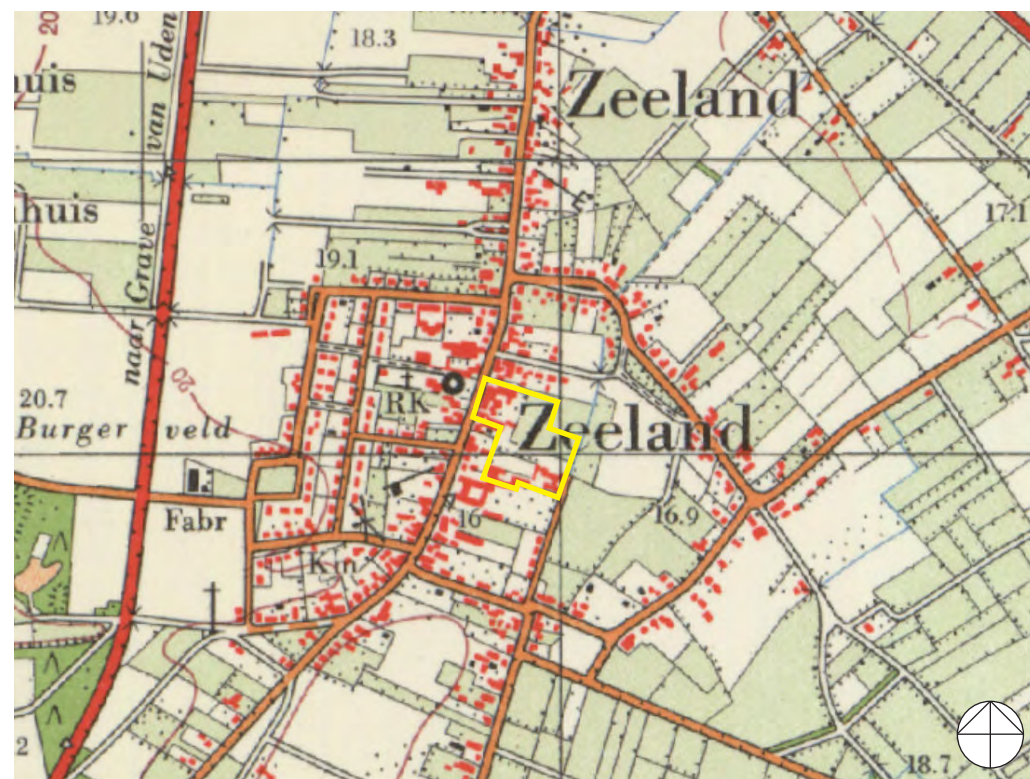 19.6
20
18.3
Zeeland
huis
naar Grave van Uden
huis
17.1
19.1
20
20.7
RK
Burger veld
Zeeland
Fabr
16
16.9
18.7
2